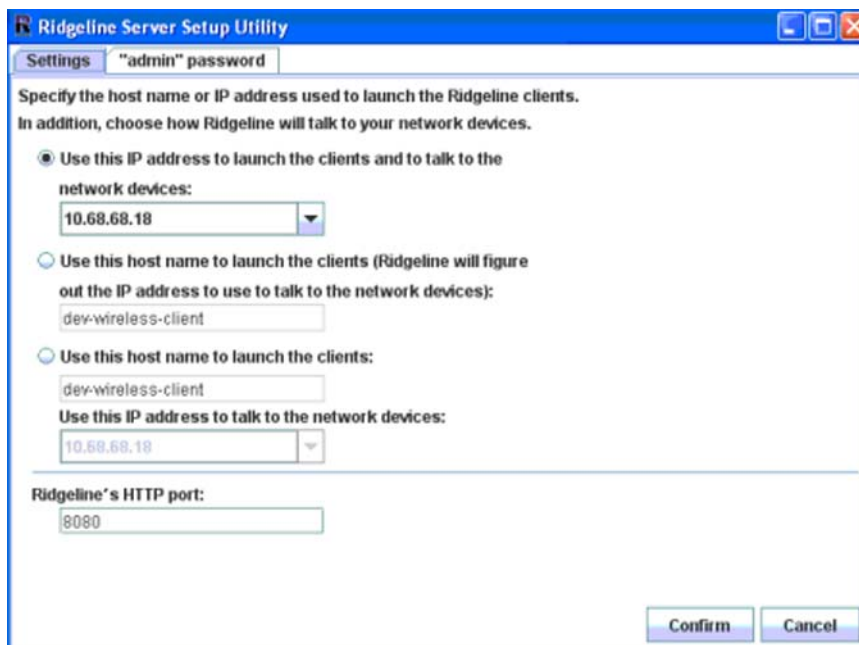 Ridgeline Server Setup Utility
Settings
"admin" password
Specify the host name or IP address used to launch the Ridgeline clients.
In addition, choose how Ridgeline will talk to your network devices.
Use this IP address to launch the clients and to talk to the
network devices:
10.68.68.18
Use this host name to launch the clients (Ridgeline will figure
out the IP address to use to talk to the network devices):
dev-wireless-client
Use this host name to launch the clients:
dev-wireless-client
Use this IP address to talk to the network devices:
10.68.68.18
Ridgeline's HTTP port:
8080
Confirm
Cancel